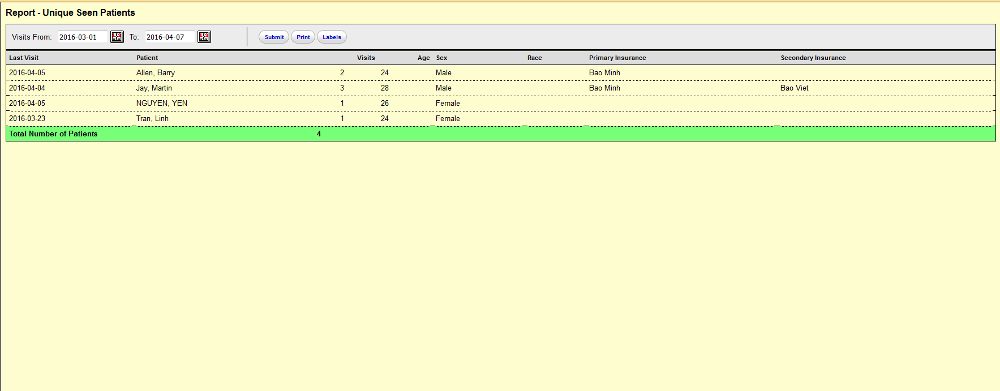 Report - Unique Seen Patients
Visits From: 2016-03-01 To: 2016-04-07 Submit Print Labels
Last Visit Patient Visits Age Sex Race Primary Insurance Secondary Insurance
2016-04-05 Allen, Barry 2 24 Male Bao Minh
2016-04-04 Jay, Martin 3 28 Male Bao Minh Bao Viet
2016-04-05 NGUYEN, YEN 1 26 Female
2016-03-23 Tran, Linh 1 24 Female
Total Number of Patients 4